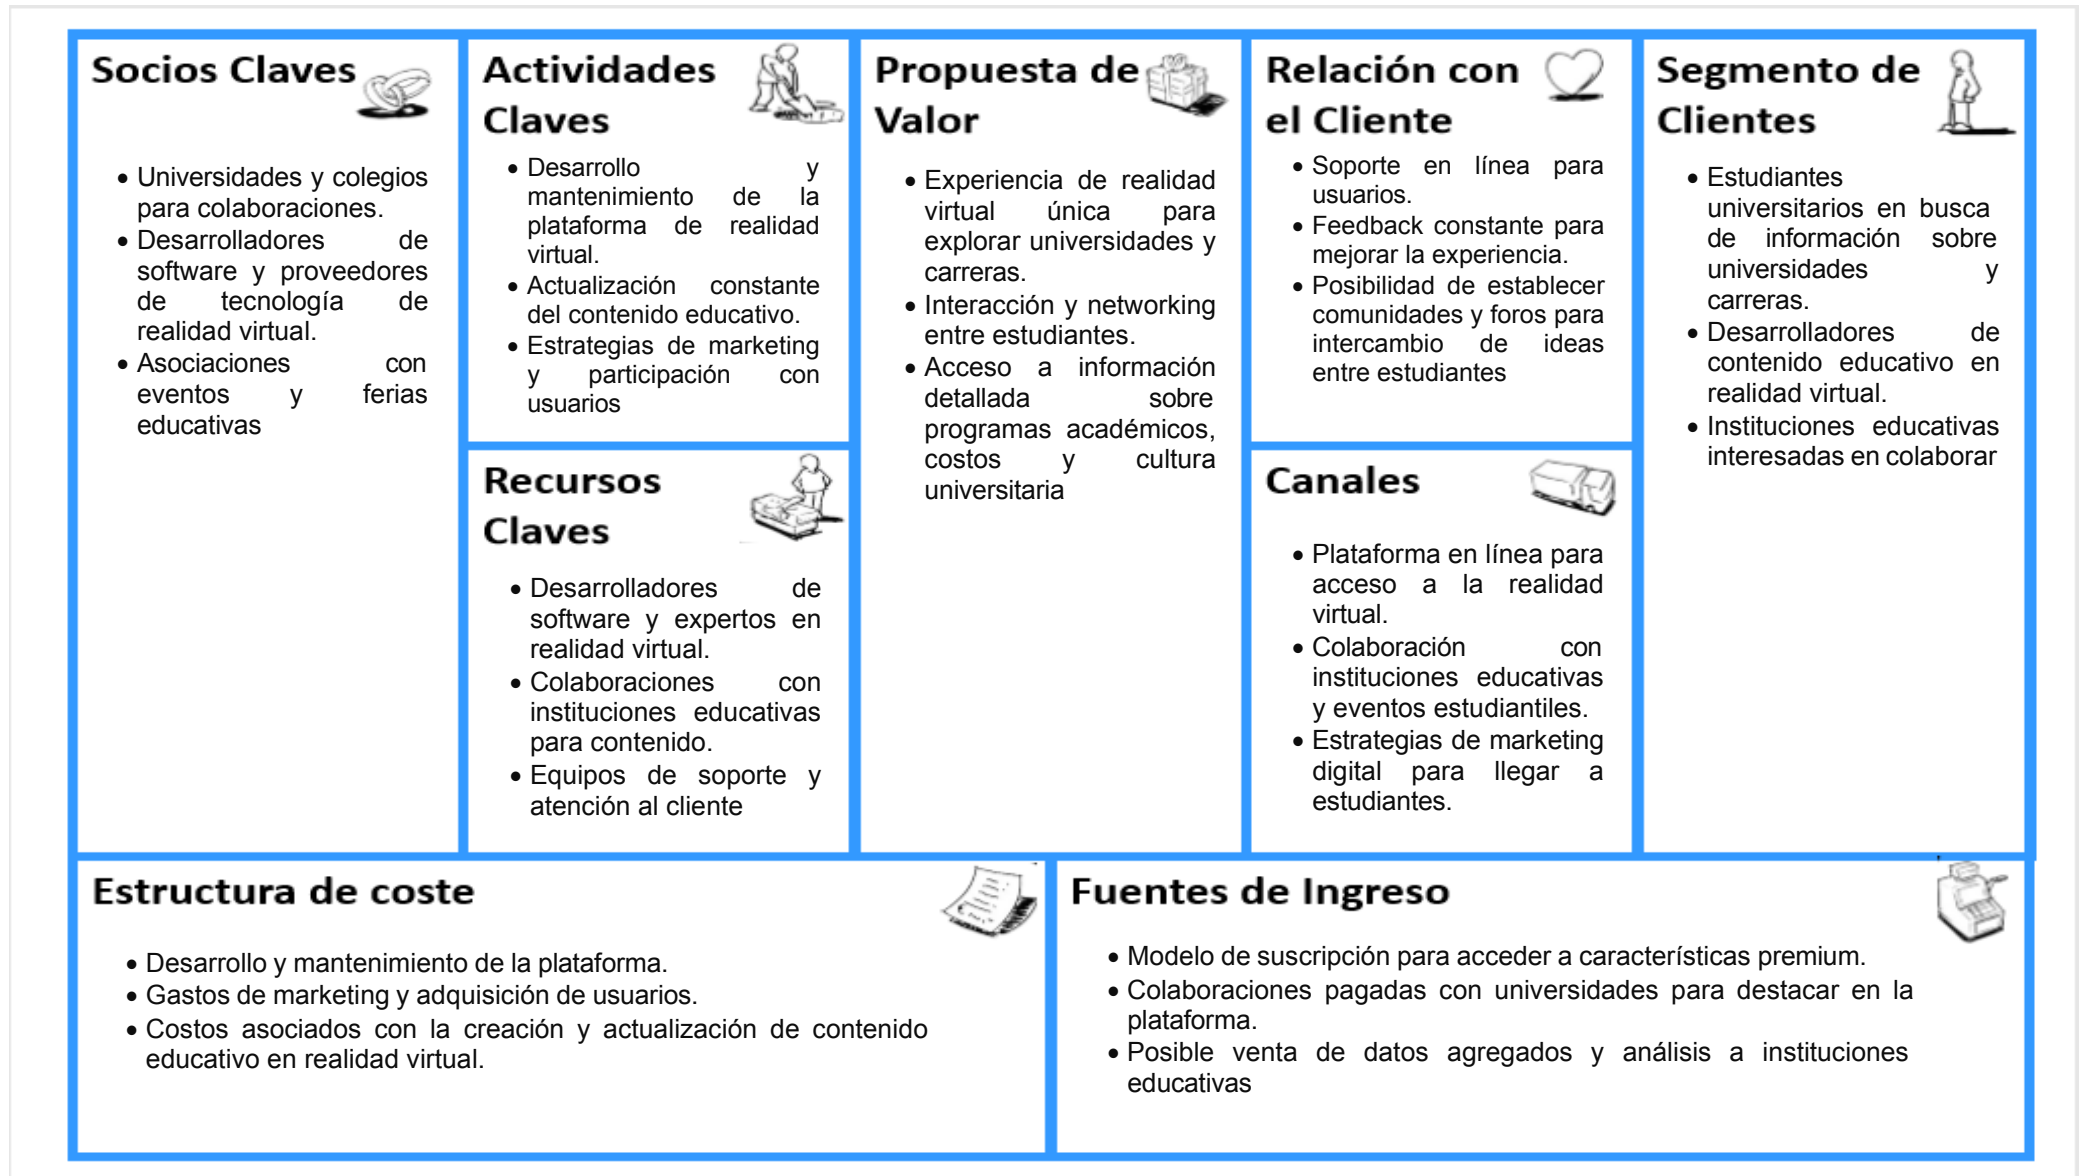 Socios Claves
• Universidades y colegios
para colaboraciones.
• Desarrolladores de
software y proveedores
de tecnología de
realidad virtual.
• Asociaciones con
eventos y ferias
educativas
Actividades
Claves
• Desarrollo y
mantenimiento de la
plataforma de realidad
virtual.
• Actualización constante
del contenido educativo.
• Estrategias de marketing
y participación con
usuarios
Recursos
Claves
• Desarrolladores de
software y expertos en
realidad virtual.
• Colaboraciones con
instituciones educativas
para contenido.
• Equipos de soporte y
atención al cliente
Propuesta de
Valor
• Experiencia de realidad
virtual única para
explorar universidades y
carreras.
• Interacción y networking
entre estudiantes.
• Acceso a información
detallada sobre
programas académicos,
costos y cultura
universitaria
Relación con
el Cliente
• Soporte en línea para
usuarios.
• Feedback constante para
mejorar la experiencia.
• Posibilidad de establecer
comunidades y foros para
intercambio de ideas
entre estudiantes
Canales
• Plataforma en línea para
acceso a la realidad
virtual.
• Colaboración con
instituciones educativas
y eventos estudiantiles.
• Estrategias de marketing
digital para llegar a
estudiantes.
Segmento de
Clientes
• Estudiantes
universitarios en busca
de información sobre
universidades y
carreras.
• Desarrolladores de
contenido educativo en
realidad virtual.
• Instituciones educativas
interesadas en colaborar
Estructura de coste
• Desarrollo y mantenimiento de la plataforma.
• Gastos de marketing y adquisición de usuarios.
• Costos asociados con la creación y actualización de contenido
educativo en realidad virtual.
Fuentes de Ingreso
• Modelo de suscripción para acceder a características premium.
• Colaboraciones pagadas con universidades para destacar en la
plataforma.
• Posible venta de datos agregados y análisis a instituciones
educativas